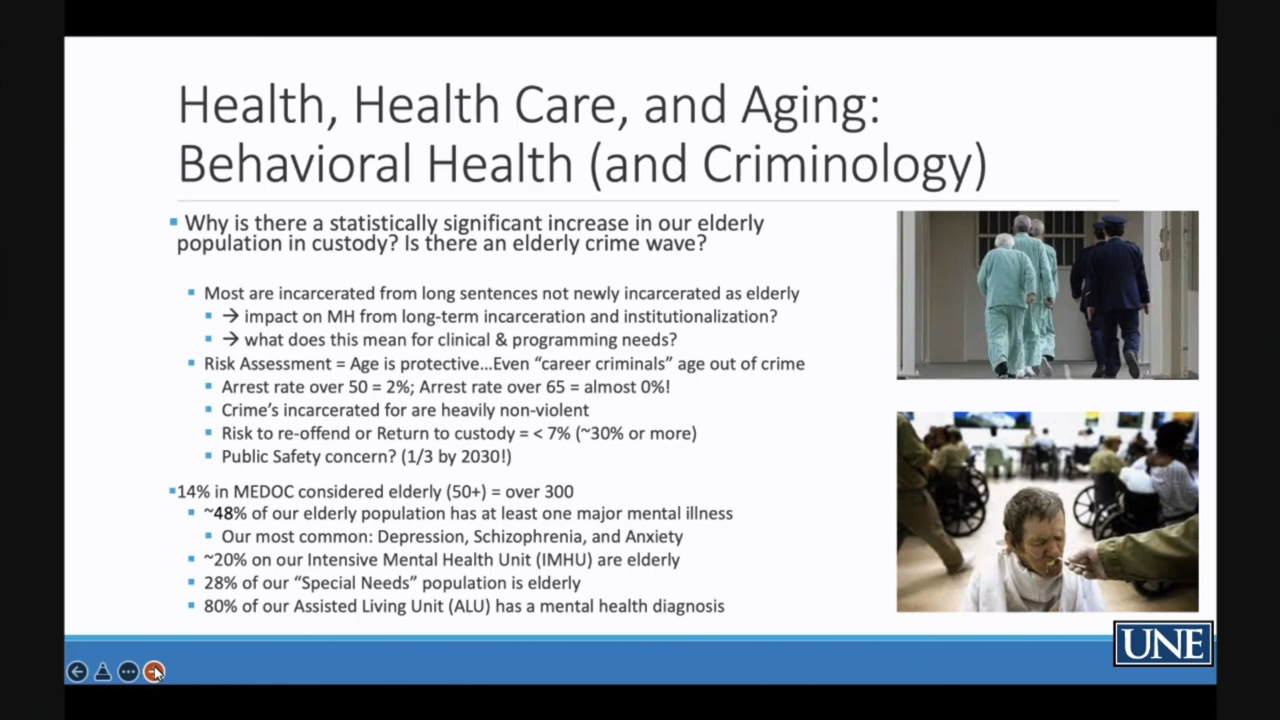 Health, Health Care, and Aging:
Behavioral Health (and Criminology)
Why is there a statistically significant increase in our elderly
population in custody? Is there an elderly crime wave?
Most are incarcerated from long sentences not newly incarcerated as elderly
→ impact on MH from long-term incarceration and institutionalization?
→ what does this mean for clinical & programming needs?
Risk Assessment = Age is protective…Even “career criminals” age out of crime
Arrest rate over 50 = 2%; Arrest rate over 65 = almost 0%!
Crime’s incarcerated for are heavily non-violent
Risk to re-offend or Return to custody = < 7% (~30% or more)
Public Safety concern? (1/3 by 2030!)
14% in MEDOC considered elderly (50+) = over 300
~48% of our elderly population has at least one major mental illness
Our most common: Depression, Schizophrenia, and Anxiety
~20% on our Intensive Mental Health Unit (IMHU) are elderly
28% of our “Special Needs” population is elderly
80% of our Assisted Living Unit (ALU) has a mental health diagnosis
UNE